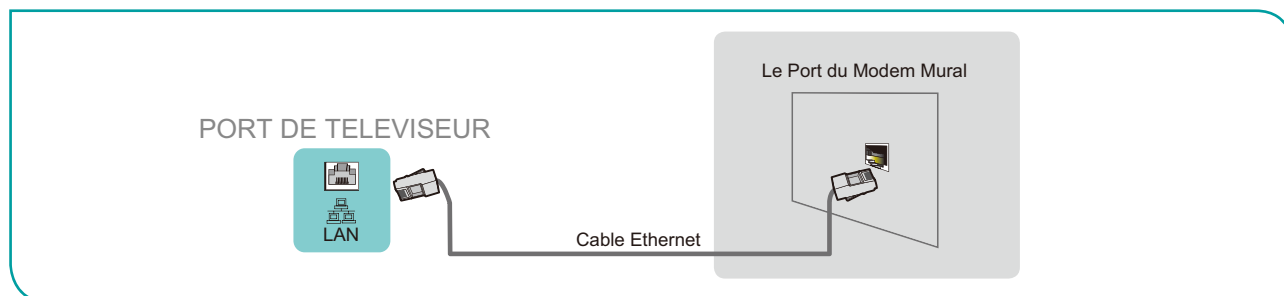 Le Port du Modem Mural
PORT DE TELEVISEUR
LAN
Cable Ethernet